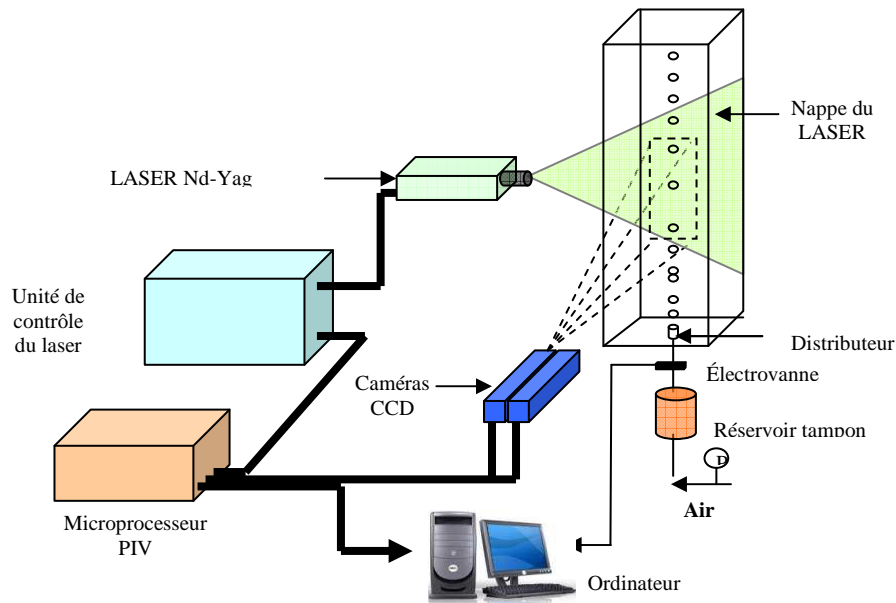 Nappe du
LASER
LASER Nd-Yag
Unité de
contrôle
du laser
Caméras
CCD
Distributeur
Électrovanne
Réservoir tampon
Air
Microprocesseur
PIV
Ordinateur